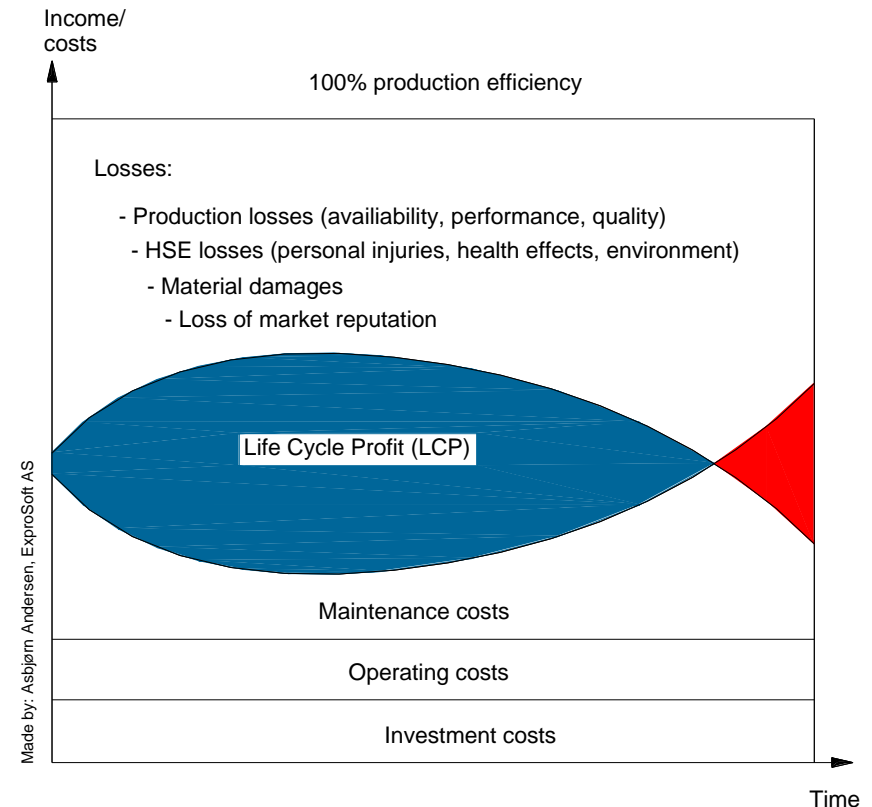 Income/
costs
100% production efficiency
Losses:
- Production losses (availiability, performance, quality)
- HSE losses (personal injuries, health effects, environment)
- Material damages
- Loss of market reputation
Life Cycle Profit (LCP)
Maintenance costs
Operating costs
Investment costs
Time
Made by: Asbjørn Andersen, ExproSoft AS